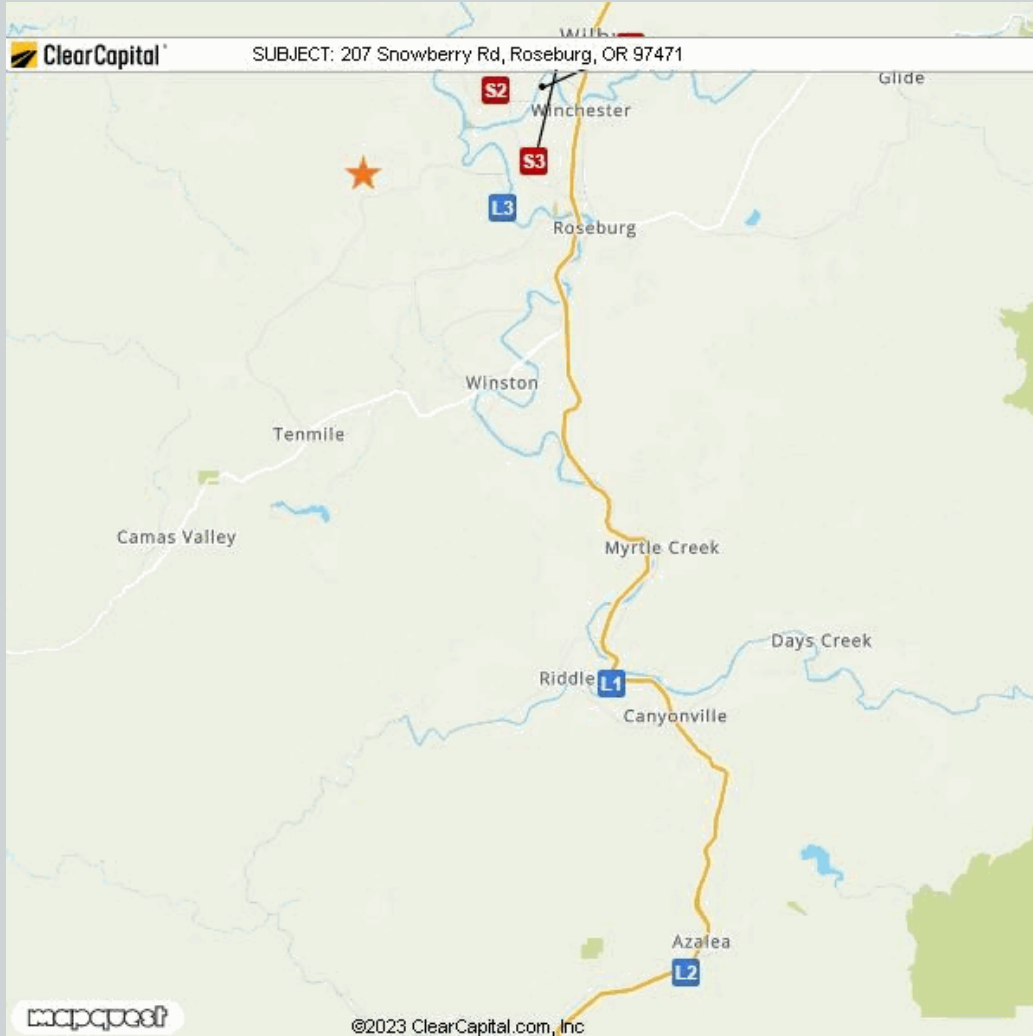 ClearCapital
SUBJECT: 207 Snowberry Rd, Roseburg, OR 97471
Glide
S2
Winchester
S3
L3
Roseburg
Winston
Tenmile
Camas Valley
Myrtle Creek
Days Creek
Riddle
L1
Canyonville
Azalea
L2
mapquest
©2023 ClearCapital.com, Inc